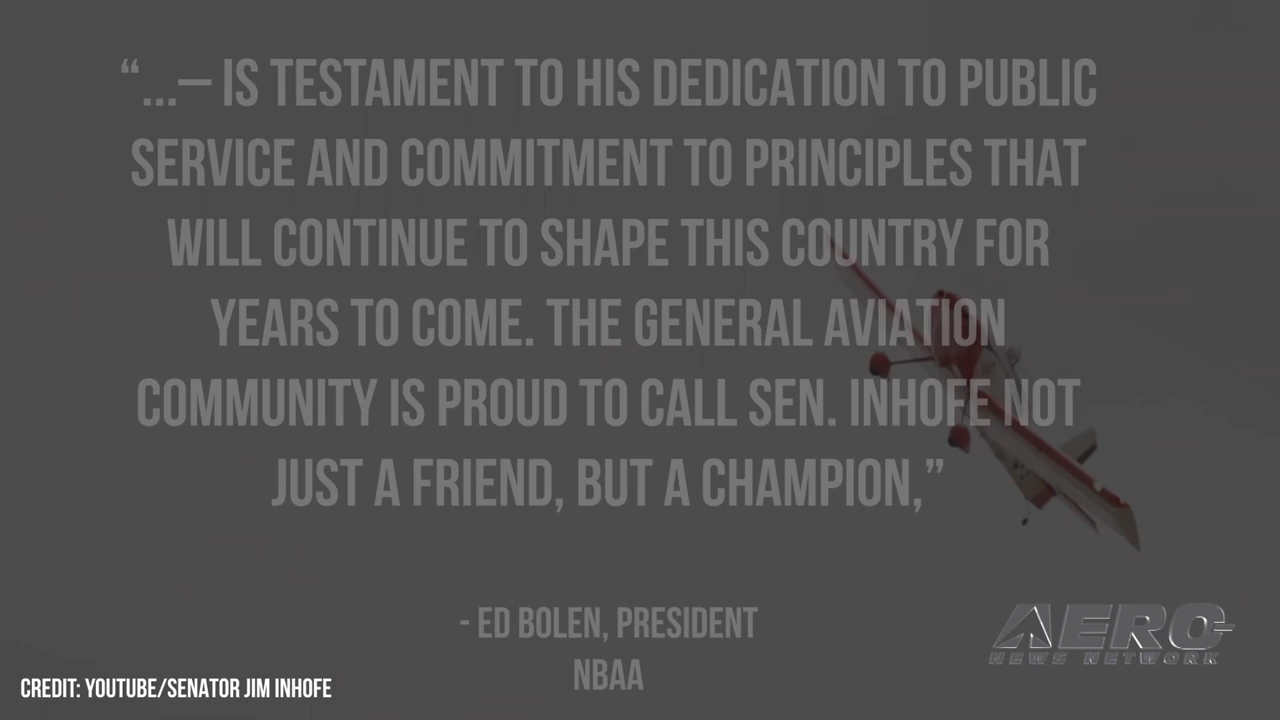 “...– IS TESTAMENT TO HIS DEDICATION TO PUBLIC
SERVICE AND COMMITMENT TO PRINCIPLES THAT
WILL CONTINUE TO SHAPE THIS COUNTRY FOR
YEARS TO COME. THE GENERAL AVIATION
COMMUNITY IS PROUD TO CALL SEN. INHOFE NOT
JUST A FRIEND, BUT A CHAMPION,”
- ED BOLEN, PRESIDENT
NBAA
AERO
NEWS NETWORK
CREDIT: YOUTUBE/SENATOR JIM INHOFE